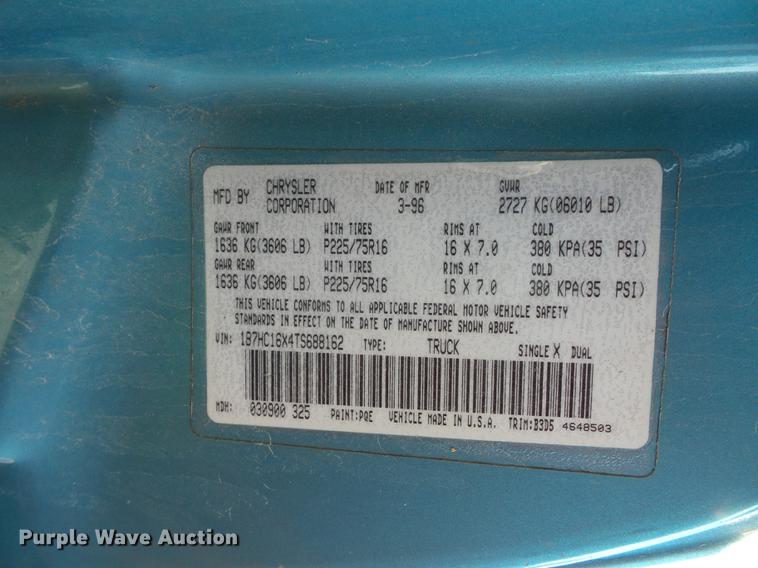 MFD BY CHRYSLER CORPORATION DATE OF MFR 3-96 GVWR 2727 KG(06010 LB)
GAWR FRONT WITH TIRES RIMS AT COLD
1636 KG(3606 LB) P225/75R16 16 X 7.0 380 KPA(35 PSI)
GAWR REAR WITH TIRES RIMS AT COLD
1636 KG(3606 LB) P225/75R16 16 X 7.0 380 KPA(35 PSI)
THIS VEHICLE CONFORMS TO ALL APPLICABLE FEDERAL MOTOR VEHICLE SAFETY
STANDARDS IN EFFECT ON THE DATE OF MANUFACTURE SHOWN ABOVE.
VIN: 1B7HC16X4TS688162 TYPE: TRUCK SINGLE X DUAL
MDH: 030900 325 PAINT:PQE VEHICLE MADE IN U.S.A. TRIM:B3D5 4648503
Purple Wave Auction